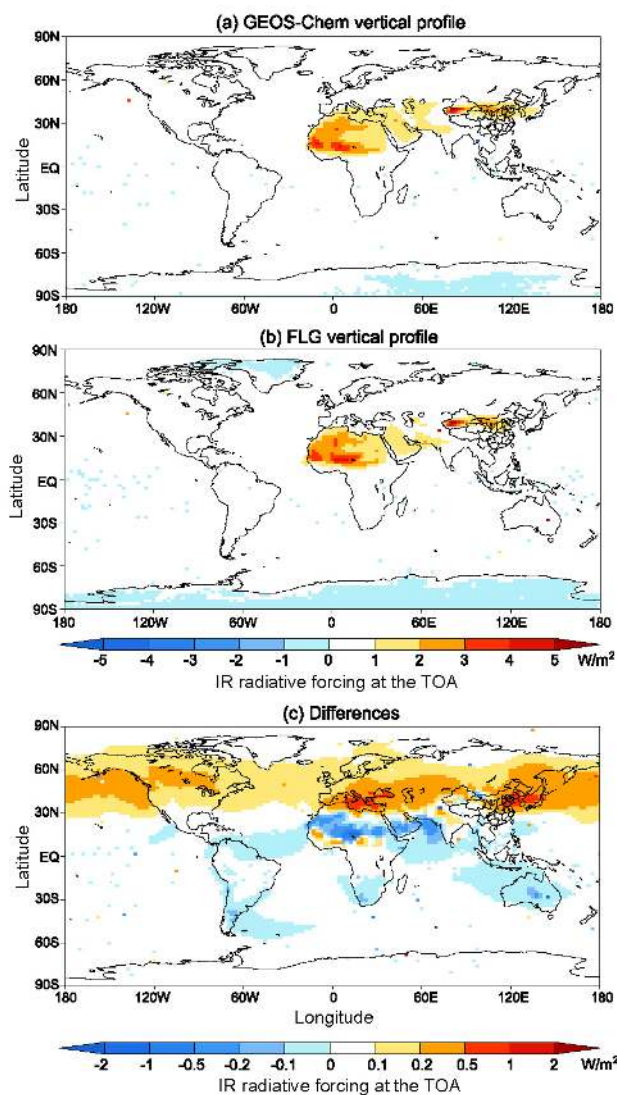 (a) GEOS-Chem vertical profile
90N
60N
30N
EQ
30S
60S
90S
Latitude
180 120W 60W 0 60E 120E 180
(b) FLG vertical profile
90N
60N
30N
EQ
30S
60S
90S
Latitude
180 120W 60W 0 60E 120E 180
-5 -4 -3 -2 -1 0 1 2 3 4 5 W/m²
IR radiative forcing at the TOA
(c) Differences
90N
60N
30N
EQ
30S
60S
90S
Latitude
180 120W 60W 0 60E 120E 180
Longitude
-2 -1 -0.5 -0.2 -0.1 0 0.1 0.2 0.5 1 2 W/m²
IR radiative forcing at the TOA